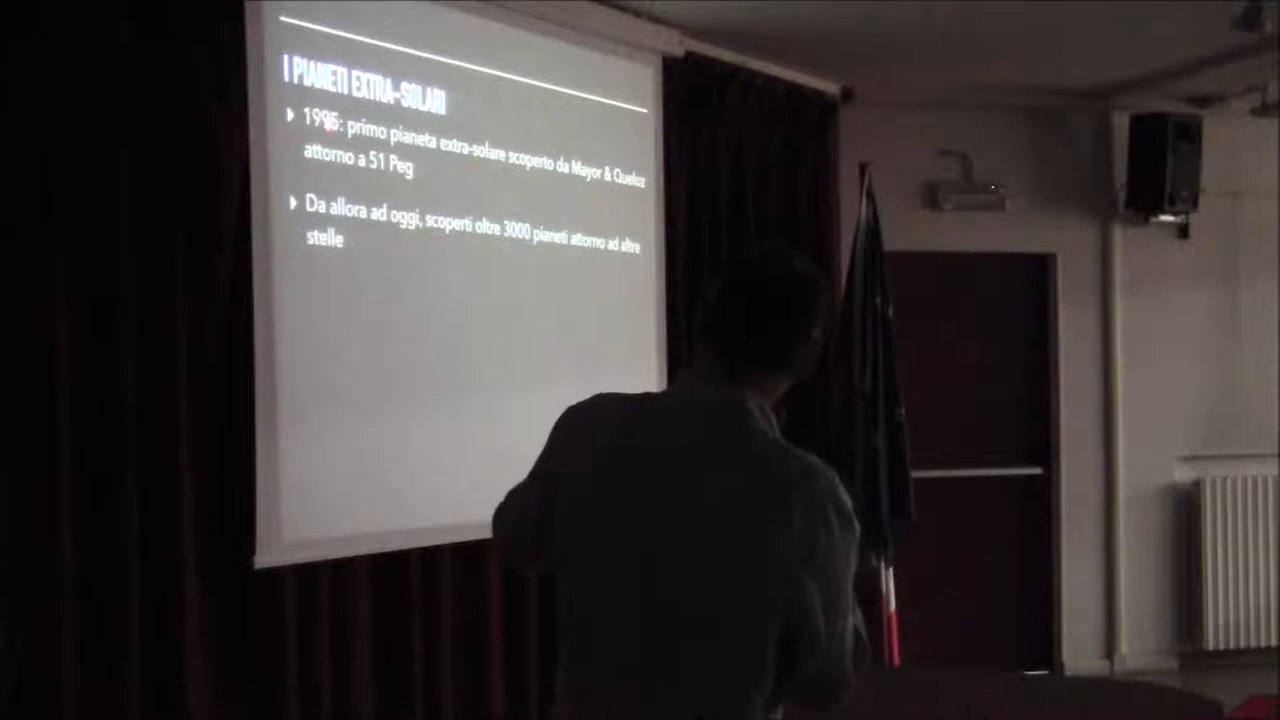 I PIANETI EXTRA-SOLARI
1995: primo pianeta extra-solare scoperto da Mayor & Queloz
attorno a 51 Peg
Da allora ad oggi, scoperti oltre 3000 pianeti attorno ad altre
stelle